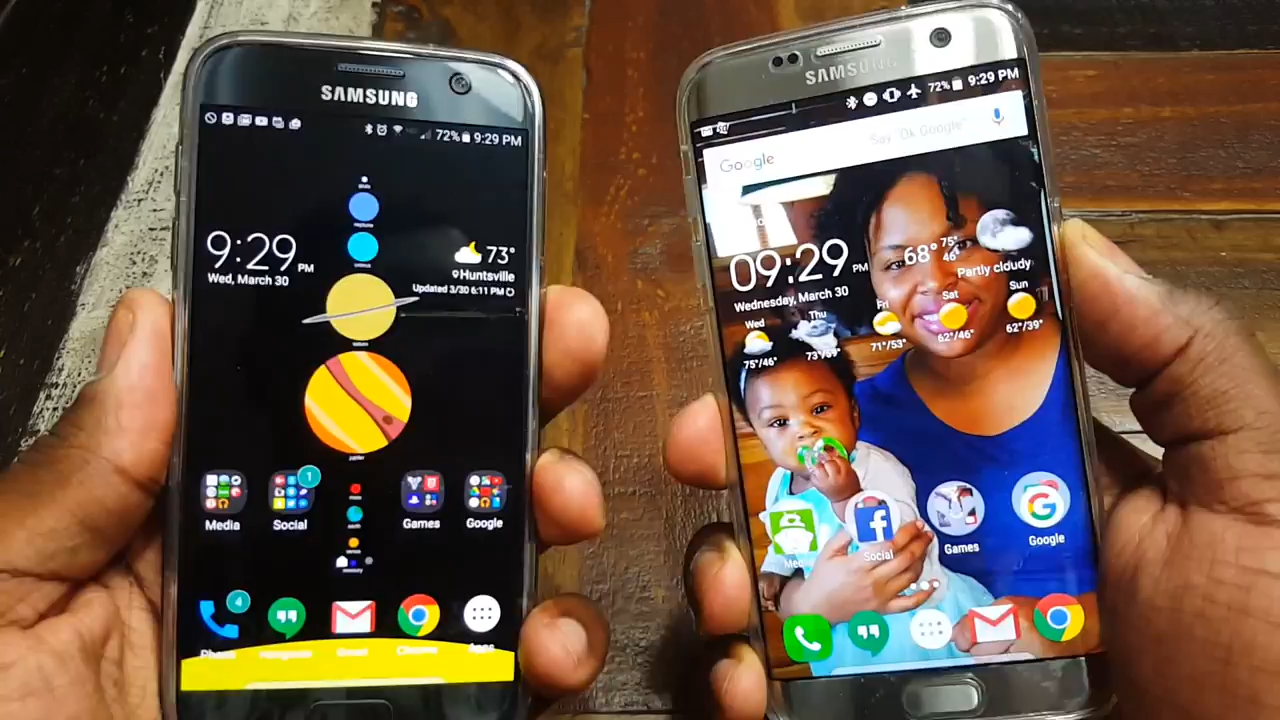 SAMSUNG
72% 9:29 PM
9:29 PM
Wed, March 30
73°
Huntsville
Updated 3/30 6:11 PM
1
Media
Social
Games
Google
4
SAMSUNG
72% 9:29 PM
Google
Say "Ok Google"
09:29 PM
Wednesday, March 30
68° 75° 46°
Partly cloudy
Wed
Thu
Fri
Sat
Sun
75°/46°
73°/59°
71°/53°
62°/46°
62°/39°
Social
Games
Google